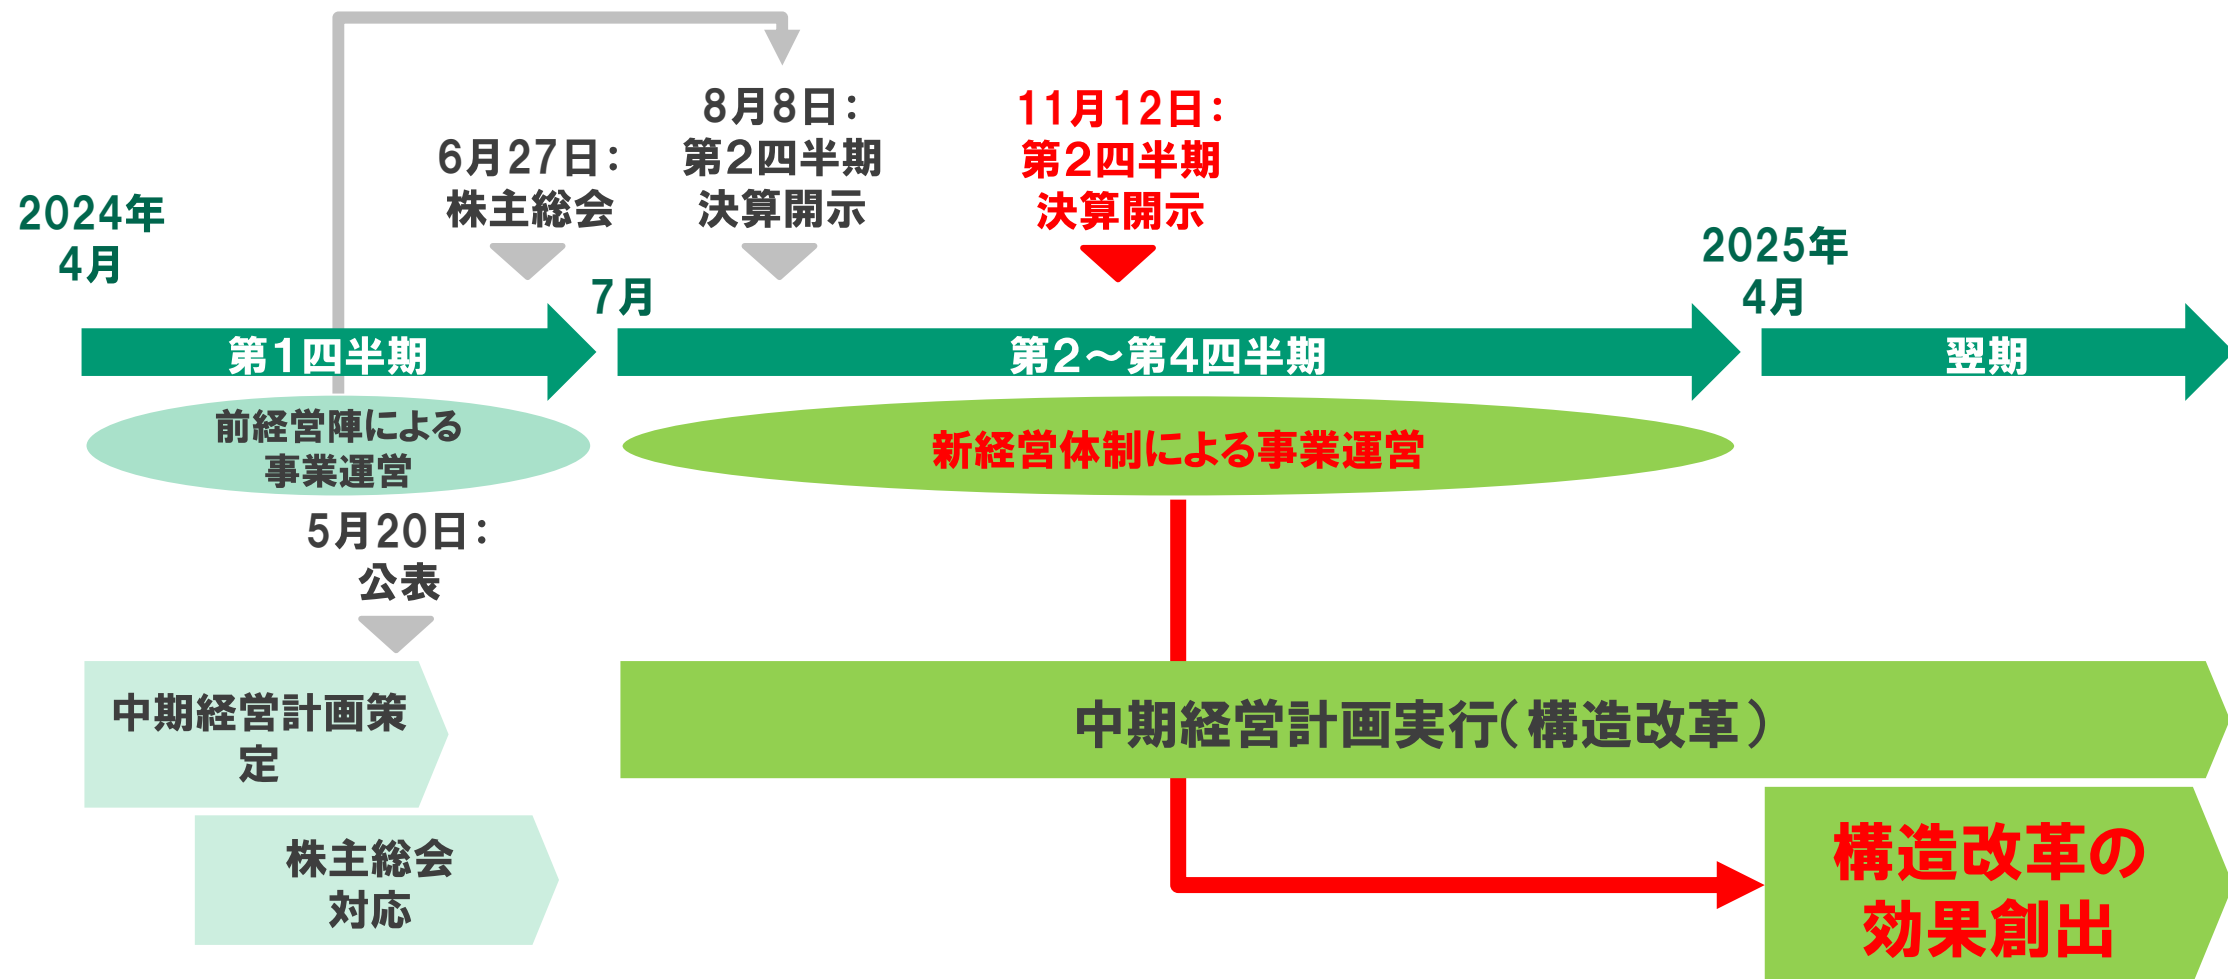 8月8日：
第2四半期
決算開示
11月12日：
第2四半期
決算開示
6月27日：
株主総会
2024年
4月
7月
2025年
4月
第1四半期
第2～第4四半期
翌期
前経営陣による
事業運営
新経営体制による事業運営
5月20日：
公表
中期経営計画策
定
中期経営計画実行（構造改革）
株主総会
対応
構造改革の
効果創出